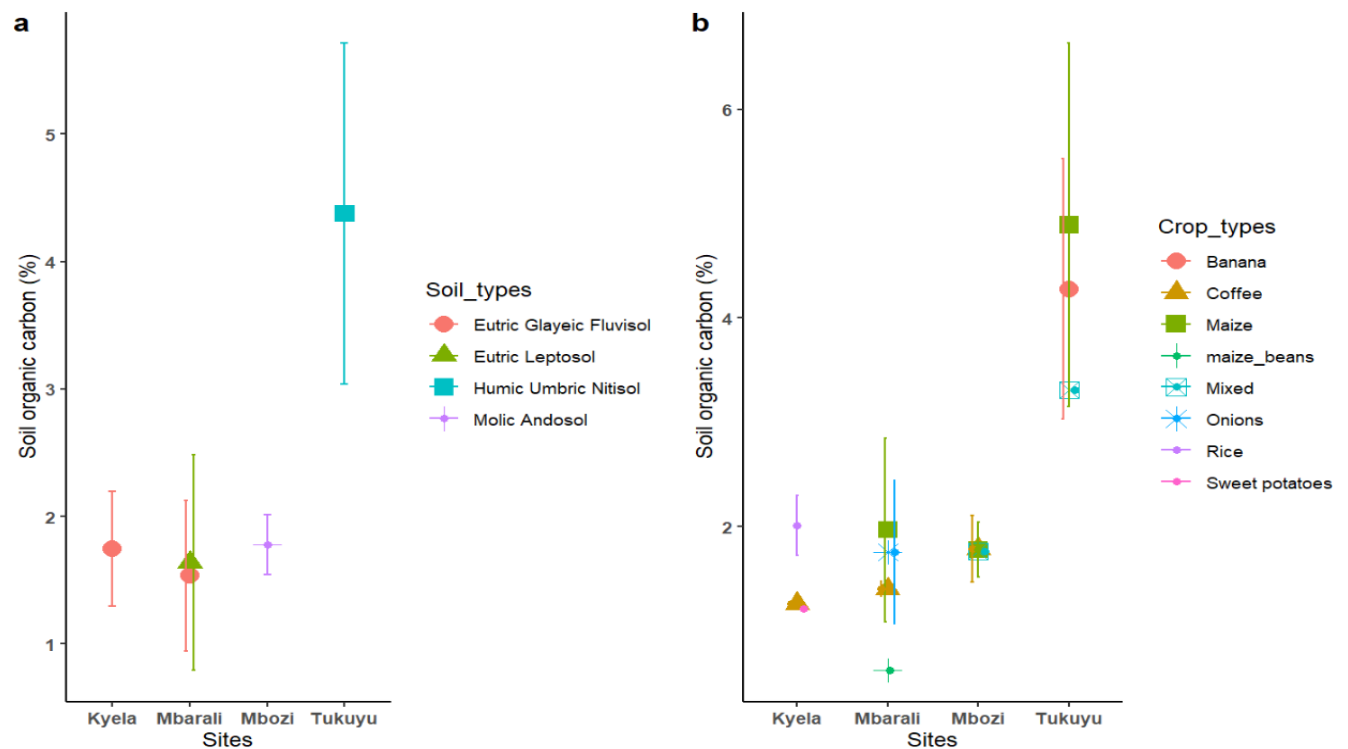 a
Soil organic carbon (%)
5
4
3
2
1
Kyela Mbarali Mbozi Tukuyu
Sites
Soil_types
Eutric Glayeic Fluvisol
Eutric Leptosol
Humic Umbric Nitisol
Molic Andosol
b
Soil organic carbon (%)
6
4
2
Kyela Mbarali Mbozi Tukuyu
Sites
Crop_types
Banana
Coffee
Maize
maize_beans
Mixed
Onions
Rice
Sweet potatoes